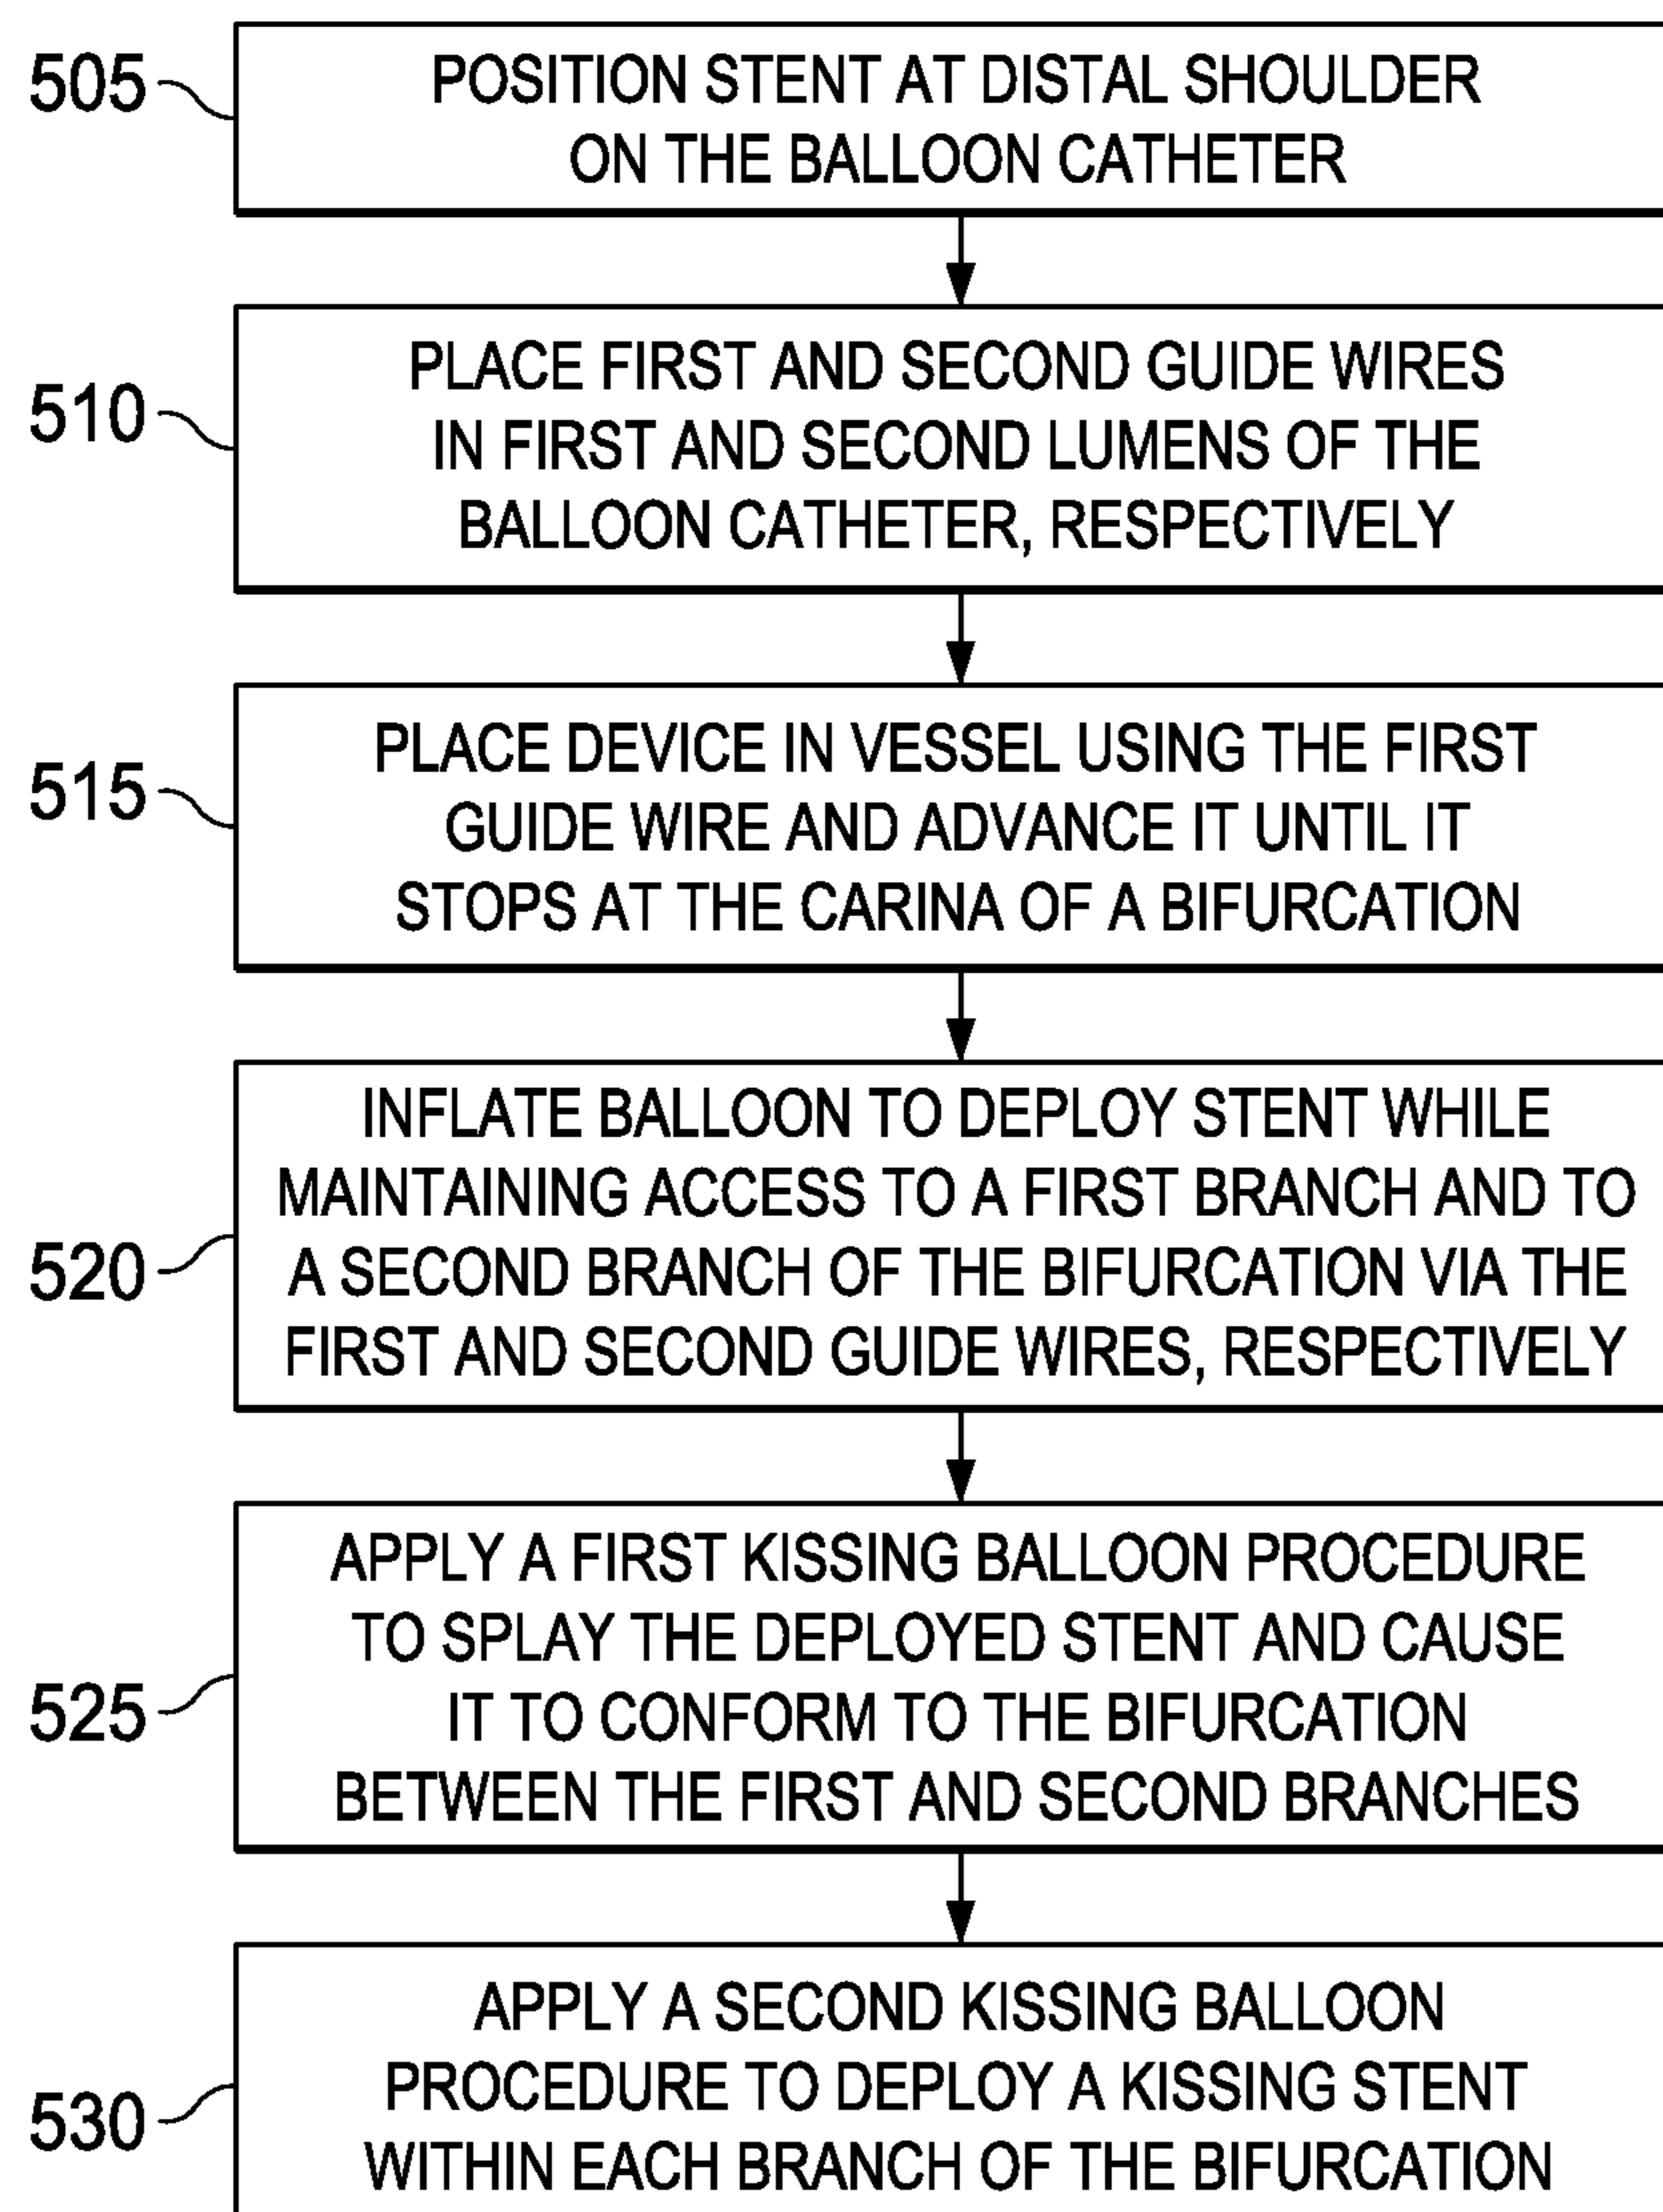 505
POSITION STENT AT DISTAL SHOULDER
ON THE BALLOON CATHETER
510
PLACE FIRST AND SECOND GUIDE WIRES
IN FIRST AND SECOND LUMENS OF THE
BALLOON CATHETER, RESPECTIVELY
515
PLACE DEVICE IN VESSEL USING THE FIRST
GUIDE WIRE AND ADVANCE IT UNTIL IT
STOPS AT THE CARINA OF A BIFURCATION
520
INFLATE BALLOON TO DEPLOY STENT WHILE
MAINTAINING ACCESS TO A FIRST BRANCH AND TO
A SECOND BRANCH OF THE BIFURCATION VIA THE
FIRST AND SECOND GUIDE WIRES, RESPECTIVELY
525
APPLY A FIRST KISSING BALLOON PROCEDURE
TO SPLAY THE DEPLOYED STENT AND CAUSE
IT TO CONFORM TO THE BIFURCATION
BETWEEN THE FIRST AND SECOND BRANCHES
530
APPLY A SECOND KISSING BALLOON
PROCEDURE TO DEPLOY A KISSING STENT
WITHIN EACH BRANCH OF THE BIFURCATION